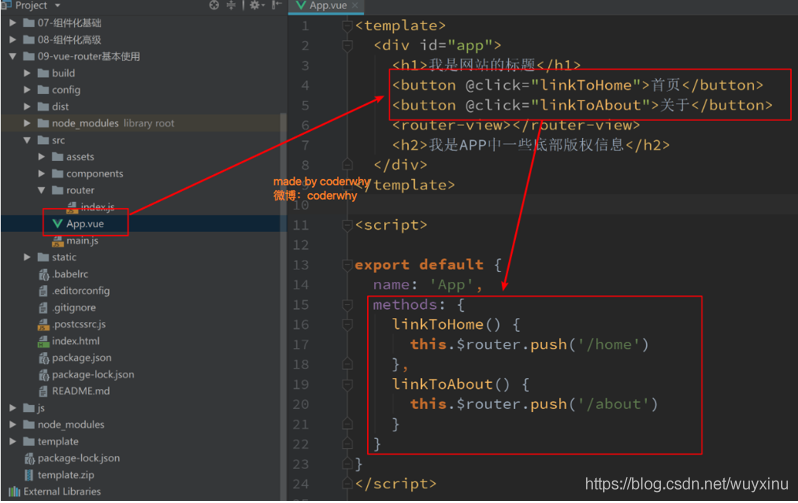 Project
07-组件化基础
08-组件化高级
09-vue-router基本使用
build
config
dist
node_modules library root
src
assets
components
router
index.js
App.vue
main.js
static
.babelrc
.editorconfig
.gitignore
.postcssrc.js
index.html
package.json
package-lock.json
README.md
js
node_modules
template
package-lock.json
template.zip
External Libraries
App.vue
1 <template>
2 <div id="app">
3 <h1>我是网站的标题</h1>
4 <button @click="linkToHome">首页</button>
5 <button @click="linkToAbout">关于</button>
6 <router-view></router-view>
7 <h2>我是APP中一些底部版权信息</h2>
8 </div>
9 </template>
10
11 <script>
12
13 export default {
14 name: 'App',
15 methods: {
16 linkToHome() {
17 this.$router.push('/home')
18 },
19 linkToAbout() {
20 this.$router.push('/about')
21 }
22 }
23 }
24 </script>
made by coderwhy
微博：coderwhy
https://blog.csdn.net/wuyxinu